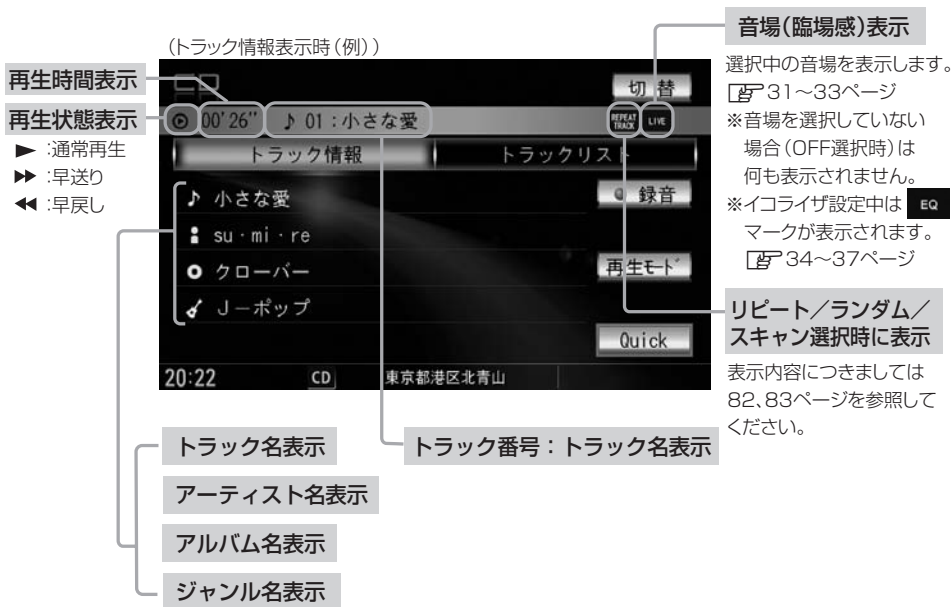 (トラック情報表示時(例))
音場(臨場感)表示
選択中の音場を表示します。
31〜33ページ
※音場を選択していない
場合(OFF選択時)は
何も表示されません。
※イコライザ設定中は EQ
マークが表示されます。
34〜37ページ
再生時間表示
再生状態表示
▶ :通常再生
▶▶ :早送り
◀◀ :早戻し
切 替
00'26" ♪ 01:小さな愛 REPEAT TRACK LIVE
トラック情報 トラックリスト
♪ 小さな愛
録音
su・mi・re
クローバー
再生モード
J-ポップ
Quick
20:22 CD 東京都港区北青山
リピート/ランダム/
スキャン選択時に表示
表示内容につきましては
82、83ページを参照して
ください。
トラック名表示
トラック番号:トラック名表示
アーティスト名表示
アルバム名表示
ジャンル名表示